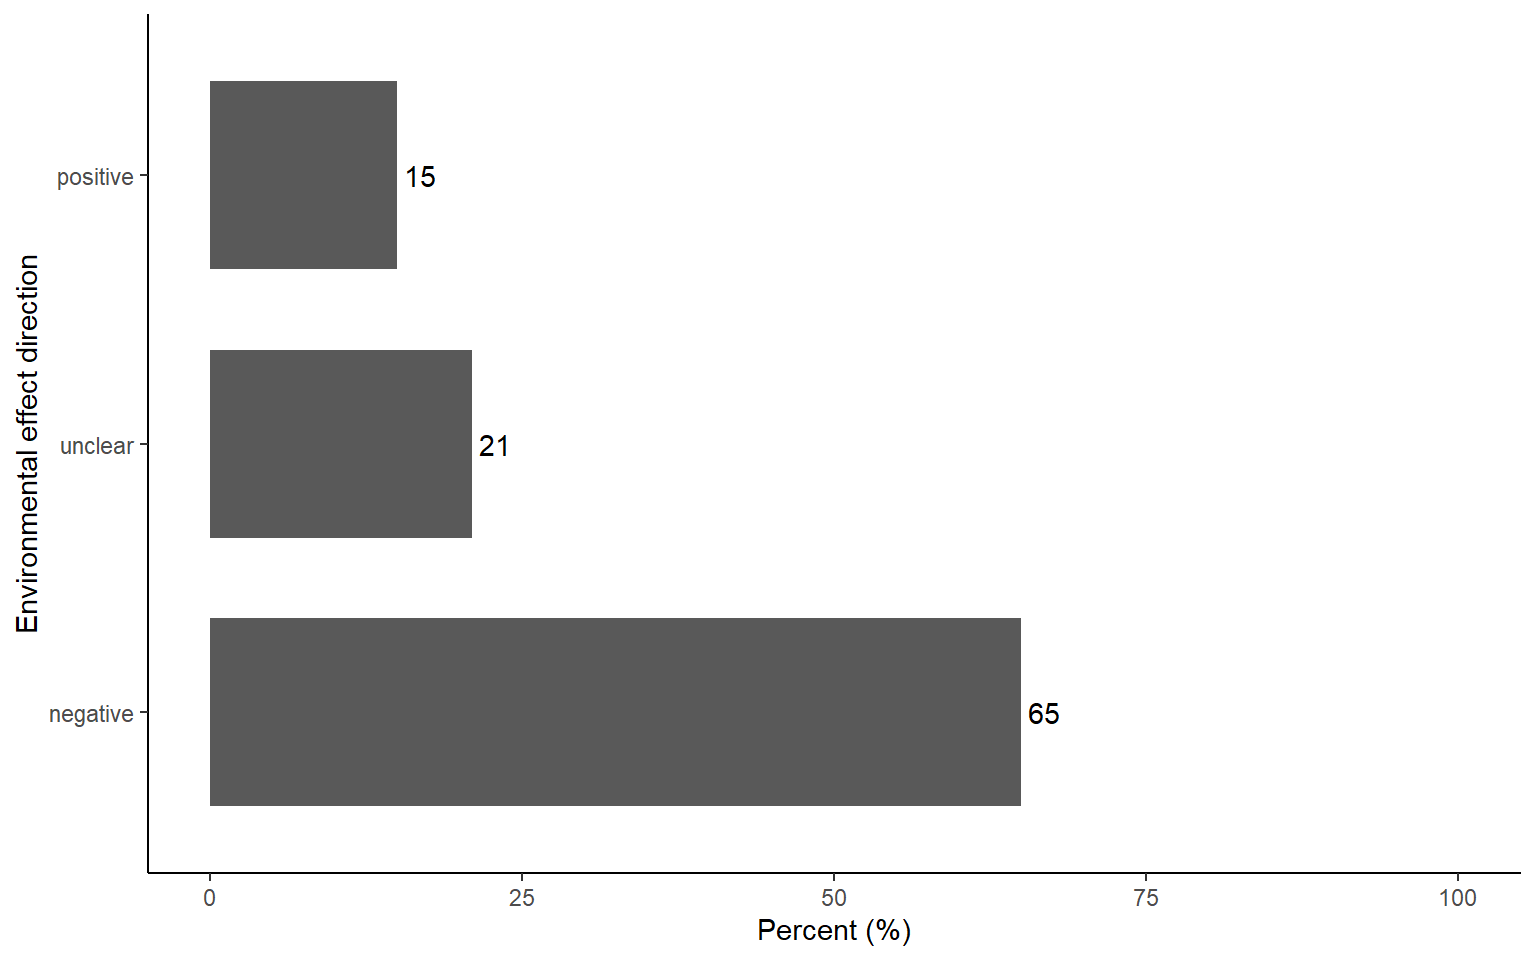 Environmental effect direction
positive
15
unclear
21
negative
65
0 25 50 75 100
Percent (%)